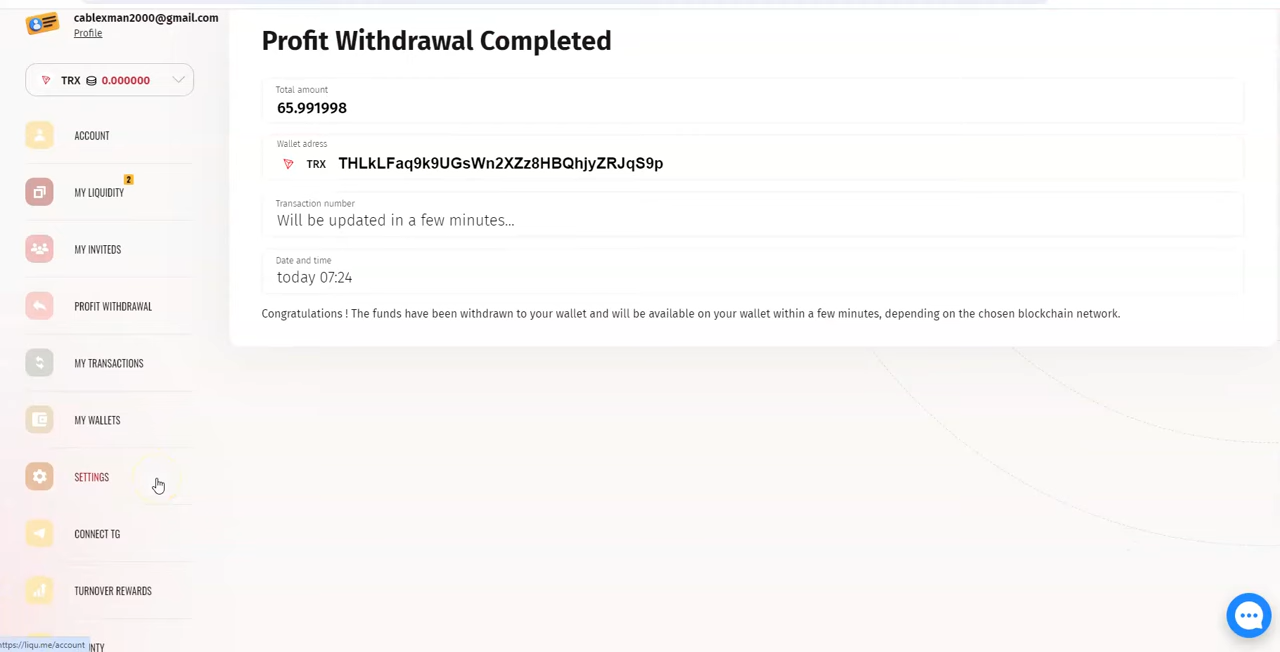 cablexman2000@gmail.com
Profile
TRX 0.000000
ACCOUNT
MY LIQUIDITY 2
MY INVITEDS
PROFIT WITHDRAWAL
MY TRANSACTIONS
MY WALLETS
SETTINGS
CONNECT TG
TURNOVER REWARDS
Profit Withdrawal Completed
Total amount
65.991998
Wallet adress
TRX THLkLFaq9k9UGsWn2XZz8HBQhjyZRJqS9p
Transaction number
Will be updated in a few minutes...
Date and time
today 07:24
Congratulations ! The funds have been withdrawn to your wallet and will be available on your wallet within a few minutes, depending on the chosen blockchain network.
https://liqu.me/account